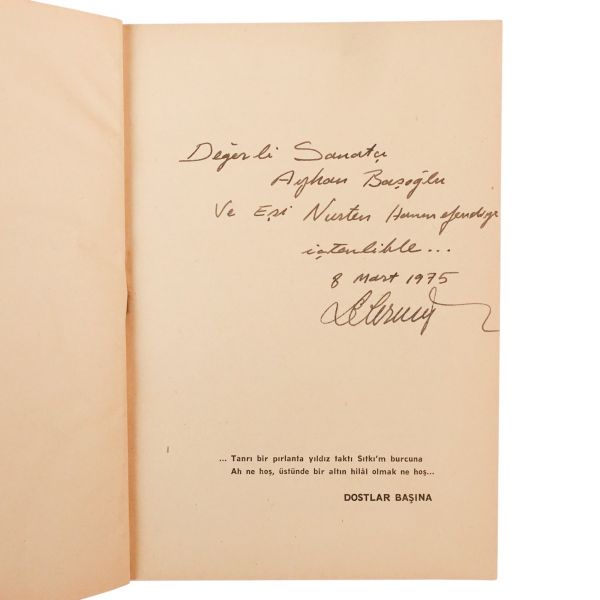 Değerli Sanatçı
Ayhan Başoğlu
Ve Eşi Nurten Hanımefendiye
içtenlikle...
8 Mart 1975
... Tanrı bir pırlanta yıldız taktı Sıtkı'm burcuna
Ah ne hoş, üstünde bir altın hilâl olmak ne hoş...
DOSTLAR BAŞINA